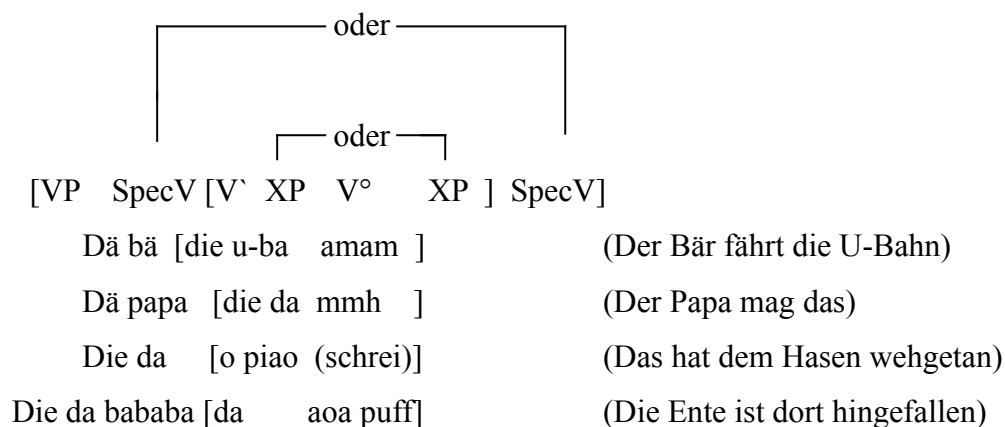 oder
oder
[VP SpecV [V` XP V° XP ] SpecV]
Dä bä [die u-ba amam ] (Der Bär fährt die U-Bahn)
Dä papa [die da mmh ] (Der Papa mag das)
Die da [o piao (schrei)] (Das hat dem Hasen wehgetan)
Die da bababa [da aoa puff] (Die Ente ist dort hingefallen)